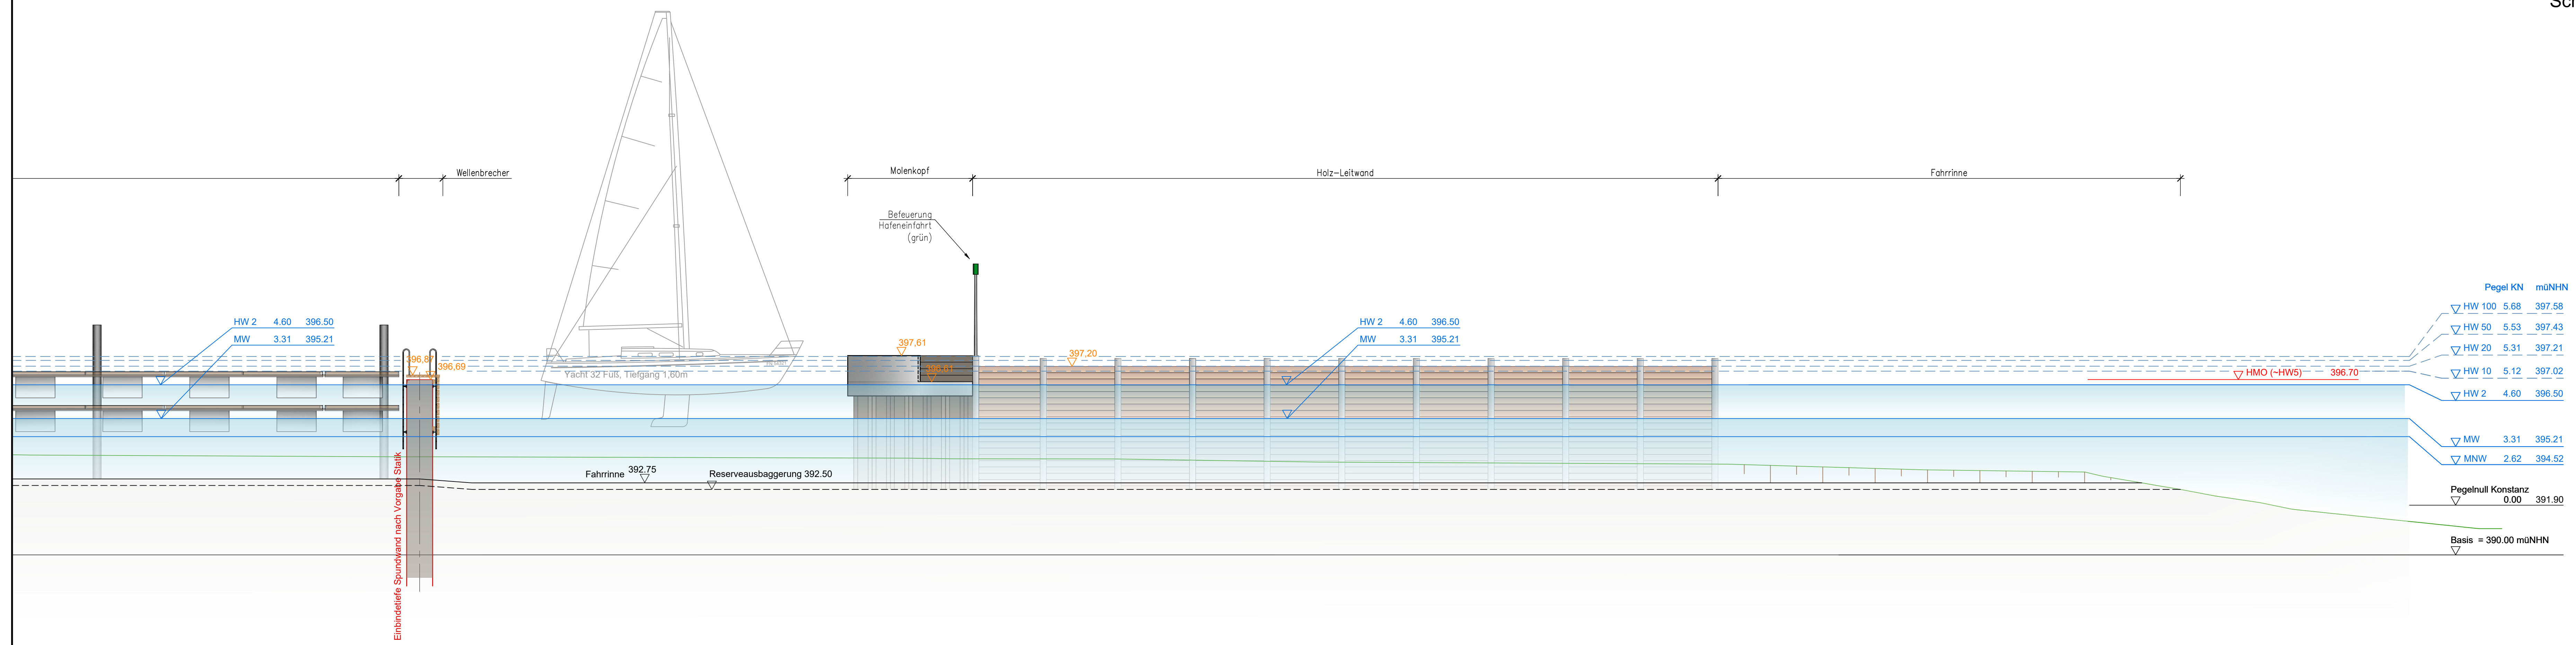 Wellenbrecher
Molenkopf
Holz-Leitwand
Fahrrinne
Befeuerung
Hafeneinfahrt
(grün)
HW 2 4.60 396.50
MW 3.31 395.21
396,87
396,69
Yacht 32 Fuß, Tiefgang 1,60m
397,61
397,20
HW 2 4.60 396.50
MW 3.31 395.21
Pegel KN müNHN
HW 100 5.68 397.58
HW 50 5.53 397.43
HW 20 5.31 397.21
HW 10 5.12 397.02
HMO (~HW5) 396.70
HW 2 4.60 396.50
MW 3.31 395.21
MNW 2.62 394.52
Pegelnull Konstanz
0.00 391.90
Basis = 390.00 müNHN
Fahrrinne 392.75
Reserveausbaggerung 392.50
Einbindetiefe Spundwand nach Vorgabe Statik